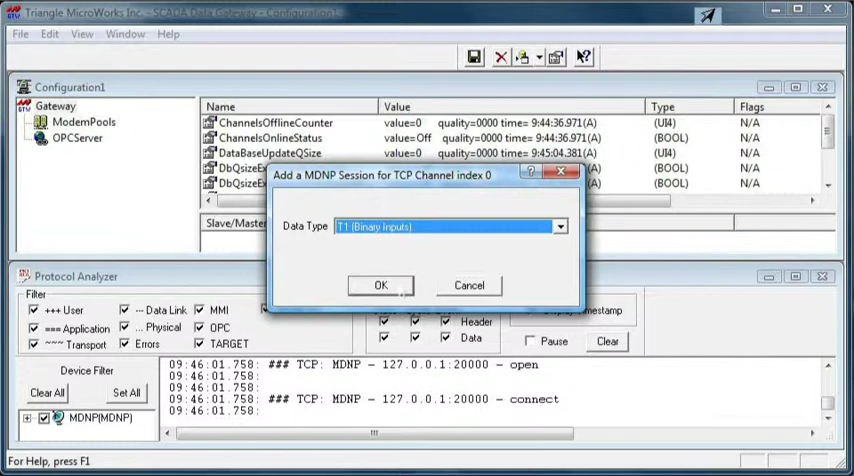 Triangle MicroWorks Inc. - SCADA Data Gateway - Configuration1
File Edit View Window Help
Configuration1
Gateway
ModemPools
OPCServer
Name Value Type Flags
ChannelsOfflineCounter value=0 quality=0000 time= 9:44:36.971(A) (UI4) N/A
ChannelsOnlineStatus value=Off quality=0000 time= 9:44:36.971(A) (BOOL) N/A
DataBaseUpdateQSize value=0 quality=0000 time= 9:45:04.381(A) (UI4) N/A
DbQsizeEx (BOOL) N/A
DbQsizeEx (BOOL) N/A
Slave/Master
Add a MDNP Session for TCP Channel index 0
Data Type T1 (Binary Inputs)
OK Cancel
Protocol Analyzer
Filter
+++ User --- Data Link MMI
=== Application ... Physical OPC
~~~ Transport Errors TARGET
Header
Data
Timestamp
Pause Clear
Device Filter
Clear All Set All
MDNP(MDNP)
09:46:01.758: ### TCP: MDNP - 127.0.0.1:20000 - open
09:46:01.758:
09:46:01.758: ### TCP: MDNP - 127.0.0.1:20000 - connect
09:46:01.758:
For Help, press F1